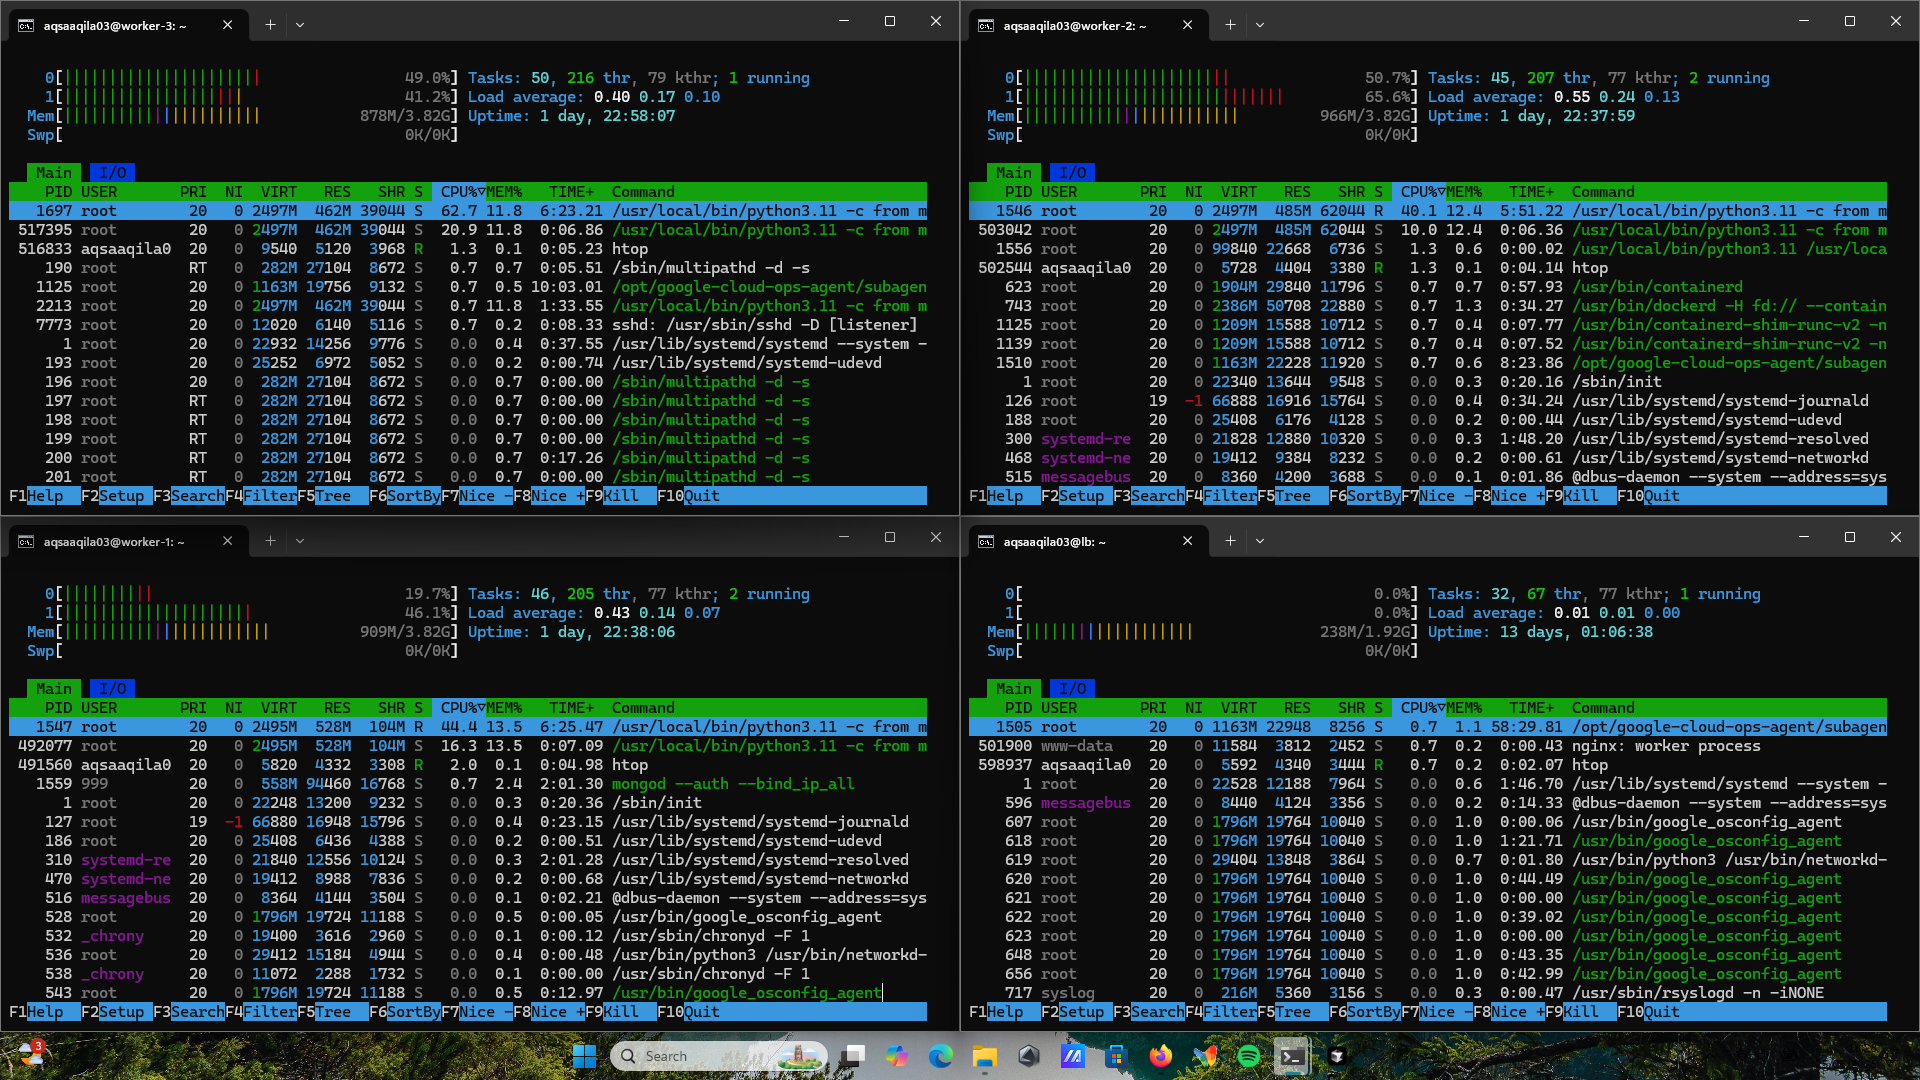 aqsaaqila03@worker-3: ~
0[||||||||||||||||||||| 49.0%] Tasks: 50, 216 thr, 79 kthr; 1 running
1[|||||||||||||||||||| 41.2%] Load average: 0.40 0.17 0.10
Mem[|||||||||||||||||||||| 878M/3.82G] Uptime: 1 day, 22:58:07
Swp[ 0K/0K]
Main I/O
PID USER PRI NI VIRT RES SHR S CPU%▽MEM% TIME+ Command
1697 root 20 0 2497M 462M 39044 S 62.7 11.8 6:23.21 /usr/local/bin/python3.11 -c from m
517395 root 20 0 2497M 462M 39044 S 20.9 11.8 0:06.86 /usr/local/bin/python3.11 -c from m
516833 aqsaaqila0 20 0 9540 5120 3968 R 1.3 0.1 0:05.23 htop
190 root RT 0 282M 27104 8672 S 0.7 0.7 0:05.51 /sbin/multipathd -d -s
1125 root 20 0 1163M 19756 9132 S 0.7 0.5 10:03.01 /opt/google-cloud-ops-agent/subagen
2213 root 20 0 2497M 462M 39044 S 0.7 11.8 1:33.55 /usr/local/bin/python3.11 -c from m
7773 root 20 0 12020 6140 5116 S 0.7 0.2 0:08.33 sshd: /usr/sbin/sshd -D [listener]
1 root 20 0 22932 14256 9776 S 0.0 0.4 0:37.55 /usr/lib/systemd/systemd --system -
193 root 20 0 25252 6972 5052 S 0.0 0.2 0:00.74 /usr/lib/systemd/systemd-udevd
196 root RT 0 282M 27104 8672 S 0.0 0.7 0:00.00 /sbin/multipathd -d -s
197 root RT 0 282M 27104 8672 S 0.0 0.7 0:00.00 /sbin/multipathd -d -s
198 root RT 0 282M 27104 8672 S 0.0 0.7 0:00.00 /sbin/multipathd -d -s
199 root RT 0 282M 27104 8672 S 0.0 0.7 0:00.00 /sbin/multipathd -d -s
200 root RT 0 282M 27104 8672 S 0.0 0.7 0:17.26 /sbin/multipathd -d -s
201 root RT 0 282M 27104 8672 S 0.0 0.7 0:00.00 /sbin/multipathd -d -s
F1Help F2Setup F3SearchF4FilterF5Tree F6SortByF7Nice -F8Nice +F9Kill F10Quit
aqsaaqila03@worker-2: ~
0[||||||||||||||||||||||| 50.7%] Tasks: 45, 207 thr, 77 kthr; 2 running
1[||||||||||||||||||||||||||||| 65.6%] Load average: 0.55 0.24 0.13
Mem[|||||||||||||||||||||||| 966M/3.82G] Uptime: 1 day, 22:37:59
Swp[ 0K/0K]
Main I/O
PID USER PRI NI VIRT RES SHR S CPU%▽MEM% TIME+ Command
1546 root 20 0 2497M 485M 62044 R 40.1 12.4 5:51.22 /usr/local/bin/python3.11 -c from m
503042 root 20 0 2497M 485M 62044 S 10.0 12.4 0:06.36 /usr/local/bin/python3.11 -c from m
1556 root 20 0 99840 22668 6736 S 1.3 0.6 0:00.02 /usr/local/bin/python3.11 /usr/loca
502544 aqsaaqila0 20 0 5728 4404 3380 R 1.3 0.1 0:04.14 htop
623 root 20 0 1904M 29840 11796 S 0.7 0.7 0:57.93 /usr/bin/containerd
743 root 20 0 2386M 50708 22880 S 0.7 1.3 0:34.27 /usr/bin/dockerd -H fd:// --contain
1125 root 20 0 1209M 15588 10712 S 0.7 0.4 0:07.77 /usr/bin/containerd-shim-runc-v2 -n
1139 root 20 0 1209M 15588 10712 S 0.7 0.4 0:07.52 /usr/bin/containerd-shim-runc-v2 -n
1510 root 20 0 1163M 22228 11920 S 0.7 0.6 8:23.86 /opt/google-cloud-ops-agent/subagen
1 root 20 0 22340 13644 9548 S 0.0 0.3 0:20.16 /sbin/init
126 root 19 -1 66888 16916 15764 S 0.0 0.4 0:34.24 /usr/lib/systemd/systemd-journald
188 root 20 0 25408 6176 4128 S 0.0 0.2 0:00.44 /usr/lib/systemd/systemd-udevd
300 systemd-re 20 0 21828 12880 10320 S 0.0 0.3 1:48.20 /usr/lib/systemd/systemd-resolved
468 systemd-ne 20 0 19412 9384 8232 S 0.0 0.2 0:00.61 /usr/lib/systemd/systemd-networkd
515 messagebus 20 0 8360 4200 3688 S 0.0 0.1 0:01.86 @dbus-daemon --system --address=sys
F1Help F2Setup F3SearchF4FilterF5Tree F6SortByF7Nice -F8Nice +F9Kill F10Quit
aqsaaqila03@worker-1: ~
0[|||||||||| 19.7%] Tasks: 46, 205 thr, 77 kthr; 2 running
1[||||||||||||||||||||| 46.1%] Load average: 0.43 0.14 0.07
Mem[||||||||||||||||||||||| 909M/3.82G] Uptime: 1 day, 22:38:06
Swp[ 0K/0K]
Main I/O
PID USER PRI NI VIRT RES SHR S CPU%▽MEM% TIME+ Command
1547 root 20 0 2495M 528M 104M R 44.4 13.5 6:25.47 /usr/local/bin/python3.11 -c from m
492077 root 20 0 2495M 528M 104M S 16.3 13.5 0:07.09 /usr/local/bin/python3.11 -c from m
491560 aqsaaqila0 20 0 5820 4332 3308 R 2.0 0.1 0:04.98 htop
1559 999 20 0 558M 94460 16768 S 0.7 2.4 2:01.30 mongod --auth --bind_ip_all
1 root 20 0 22248 13200 9232 S 0.0 0.3 0:20.36 /sbin/init
127 root 19 -1 66880 16948 15796 S 0.0 0.4 0:23.15 /usr/lib/systemd/systemd-journald
186 root 20 0 25408 6436 4388 S 0.0 0.2 0:00.51 /usr/lib/systemd/systemd-udevd
310 systemd-re 20 0 21840 12556 10124 S 0.0 0.3 2:01.28 /usr/lib/systemd/systemd-resolved
470 systemd-ne 20 0 19412 8988 7836 S 0.0 0.2 0:00.68 /usr/lib/systemd/systemd-networkd
516 messagebus 20 0 8364 4144 3504 S 0.0 0.1 0:02.21 @dbus-daemon --system --address=sys
528 root 20 0 1796M 19724 11188 S 0.0 0.5 0:00.05 /usr/bin/google_osconfig_agent
532 _chrony 20 0 19400 3616 2960 S 0.0 0.1 0:00.12 /usr/sbin/chronyd -F 1
536 root 20 0 29412 15184 4944 S 0.0 0.4 0:00.48 /usr/bin/python3 /usr/bin/networkd-
538 _chrony 20 0 11072 2288 1732 S 0.0 0.1 0:00.00 /usr/sbin/chronyd -F 1
543 root 20 0 1796M 19724 11188 S 0.0 0.5 0:12.97 /usr/bin/google_osconfig_agent
F1Help F2Setup F3SearchF4FilterF5Tree F6SortByF7Nice -F8Nice +F9Kill F10Quit
aqsaaqila03@lb: ~
0[ 0.0%] Tasks: 32, 67 thr, 77 kthr; 1 running
1[ 0.0%] Load average: 0.01 0.01 0.00
Mem[||||||||||||||||||| 238M/1.92G] Uptime: 13 days, 01:06:38
Swp[ 0K/0K]
Main I/O
PID USER PRI NI VIRT RES SHR S CPU%▽MEM% TIME+ Command
1505 root 20 0 1163M 22948 8256 S 0.7 1.1 58:29.81 /opt/google-cloud-ops-agent/subagen
501900 www-data 20 0 11584 3812 2452 S 0.7 0.2 0:00.43 nginx: worker process
598937 aqsaaqila0 20 0 5592 4340 3444 R 0.7 0.2 0:02.07 htop
1 root 20 0 22528 12188 7964 S 0.0 0.6 1:46.70 /usr/lib/systemd/systemd --system -
596 messagebus 20 0 8440 4124 3356 S 0.0 0.2 0:14.33 @dbus-daemon --system --address=sys
607 root 20 0 1796M 19764 10040 S 0.0 1.0 0:00.06 /usr/bin/google_osconfig_agent
618 root 20 0 1796M 19764 10040 S 0.0 1.0 1:21.71 /usr/bin/google_osconfig_agent
619 root 20 0 29404 13848 3864 S 0.0 0.7 0:01.80 /usr/bin/python3 /usr/bin/networkd-
620 root 20 0 1796M 19764 10040 S 0.0 1.0 0:44.49 /usr/bin/google_osconfig_agent
621 root 20 0 1796M 19764 10040 S 0.0 1.0 0:00.00 /usr/bin/google_osconfig_agent
622 root 20 0 1796M 19764 10040 S 0.0 1.0 0:39.02 /usr/bin/google_osconfig_agent
623 root 20 0 1796M 19764 10040 S 0.0 1.0 0:00.00 /usr/bin/google_osconfig_agent
648 root 20 0 1796M 19764 10040 S 0.0 1.0 0:43.35 /usr/bin/google_osconfig_agent
656 root 20 0 1796M 19764 10040 S 0.0 1.0 0:42.99 /usr/bin/google_osconfig_agent
717 syslog 20 0 216M 5360 3156 S 0.0 0.3 0:00.47 /usr/sbin/rsyslogd -n -iNONE
F1Help F2Setup F3SearchF4FilterF5Tree F6SortByF7Nice -F8Nice +F9Kill F10Quit
3
Search